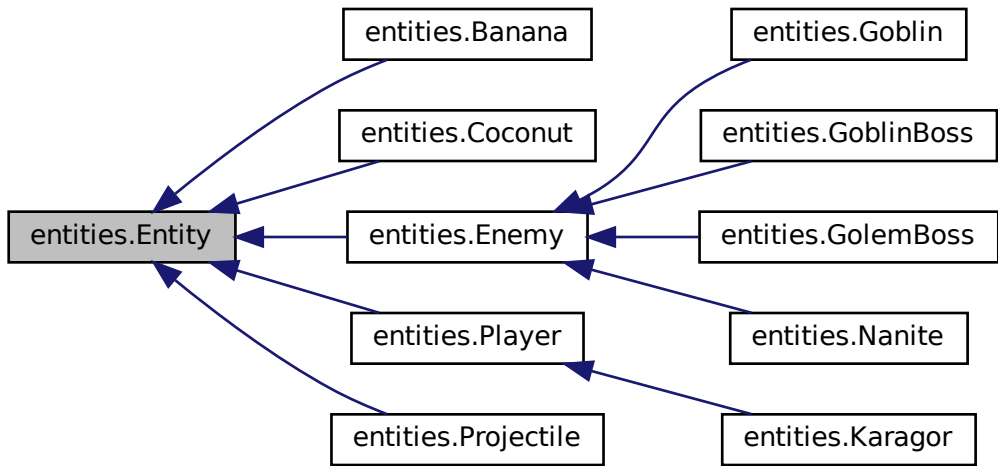 entities.Banana
entities.Goblin
entities.Coconut
entities.GoblinBoss
entities.Entity
entities.Enemy
entities.GolemBoss
entities.Player
entities.Nanite
entities.Projectile
entities.Karagor